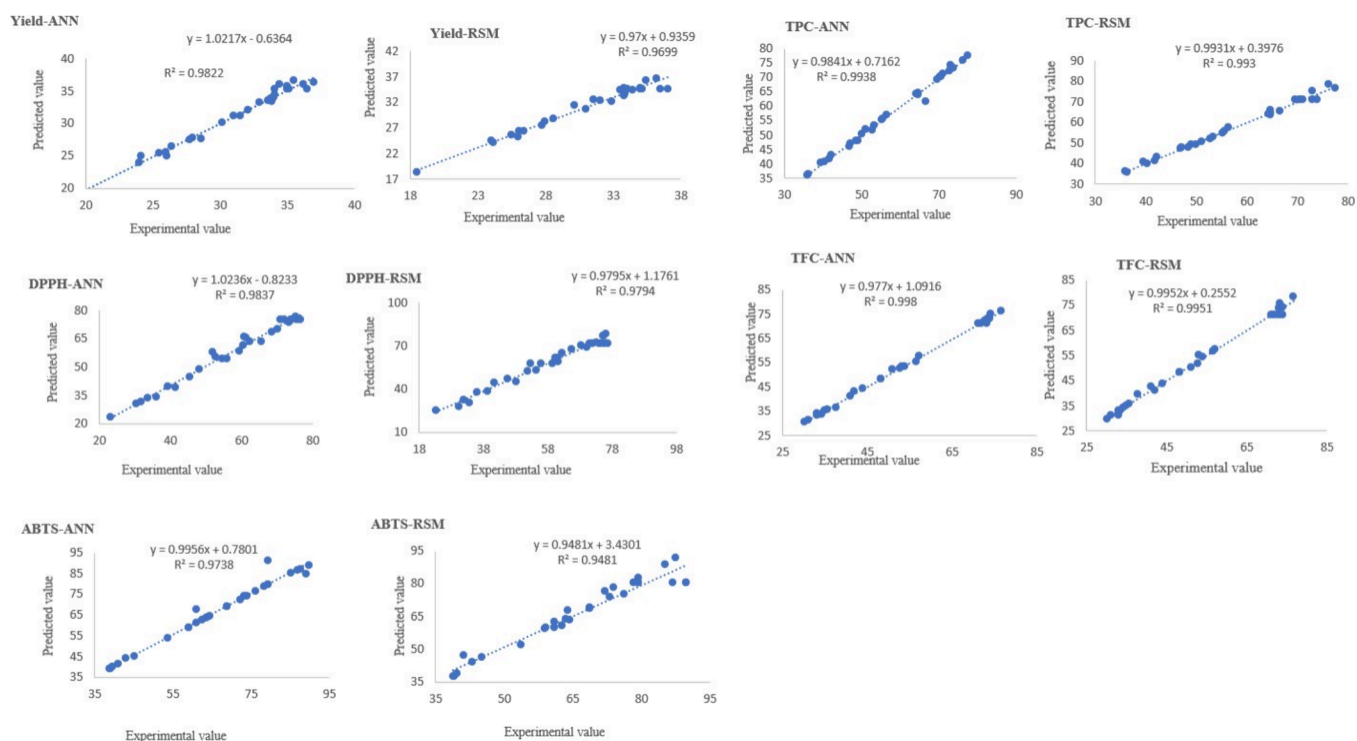 Yield-ANN
y = 1.0217x - 0.6364
R² = 0.9822
Predicted value
40
35
30
25
20
20 25 30 35 40
Experimental value
Yield-RSM
y = 0.97x + 0.9359
R² = 0.9699
Predicted value
42
37
32
27
22
17
18 23 28 33 38
Experimental value
TPC-ANN
y = 0.9841x + 0.7162
R² = 0.9938
Predicted value
80
75
70
65
60
55
50
45
40
35
30 50 70 90
Experimental value
TPC-RSM
y = 0.9931x + 0.3976
R² = 0.993
Predicted value
90
80
70
60
50
40
30
30 40 50 60 70 80
Experimental value
DPPH-ANN
y = 1.0236x - 0.8233
R² = 0.9837
Predicted value
80
65
50
35
20
20 40 60 80
Experimental value
DPPH-RSM
y = 0.9795x + 1.1761
R² = 0.9794
Predicted value
100
70
40
10
18 38 58 78 98
Experimental value
TFC-ANN
y = 0.977x + 1.0916
R² = 0.998
Predicted value
85
75
65
55
45
35
25
25 45 65 85
Experimental value
TFC-RSM
y = 0.9952x + 0.2552
R² = 0.9951
Predicted value
85
75
65
55
45
35
25
25 45 65 85
Experimental value
ABTS-ANN
y = 0.9956x + 0.7801
R² = 0.9738
Predicted value
95
85
75
65
55
45
35
35 55 75 95
Experimental value
ABTS-RSM
y = 0.9481x + 3.4301
R² = 0.9481
Predicted value
95
85
75
65
55
45
35
35 45 55 65 75 85 95
Experimental value